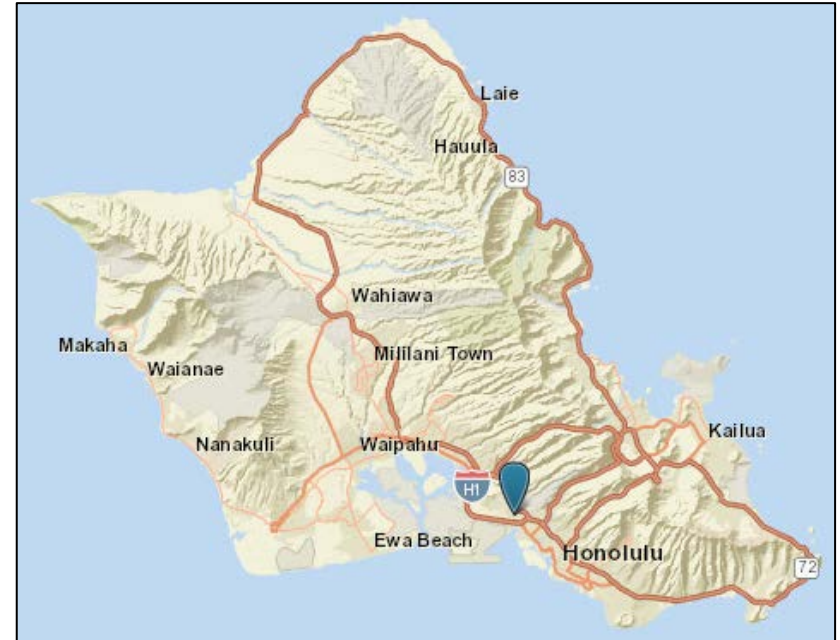 Laie
Hauula
83
Wahiawa
Makaha
Mililani Town
Waianae
Kailua
Nanakuli
Waipahu
H1
Ewa Beach
Honolulu
72